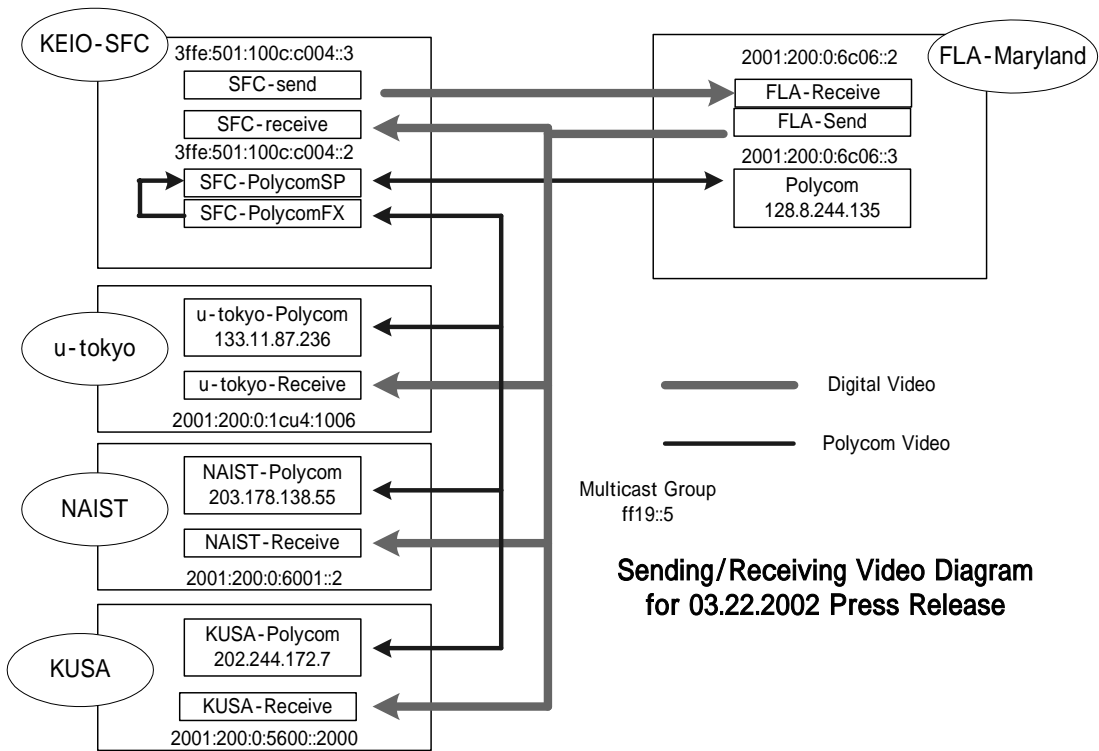 KEIO-SFC
3ffe:501:100c:c004::3
SFC-send
SFC-receive
3ffe:501:100c:c004::2
SFC-PolycomSP
SFC-PolycomFX
2001:200:0:6c06::2
FLA-Maryland
FLA-Receive
FLA-Send
2001:200:0:6c06::3
Polycom
128.8.244.135
u-tokyo
u-tokyo-Polycom
133.11.87.236
u-tokyo-Receive
2001:200:0:1cu4:1006
NAIST
NAIST-Polycom
203.178.138.55
NAIST-Receive
2001:200:0:6001::2
KUSA
KUSA-Polycom
202.244.172.7
KUSA-Receive
2001:200:0:5600::2000
Digital Video
Polycom Video
Multicast Group
ff19::5
Sending/Receiving Video Diagram
for 03.22.2002 Press Release